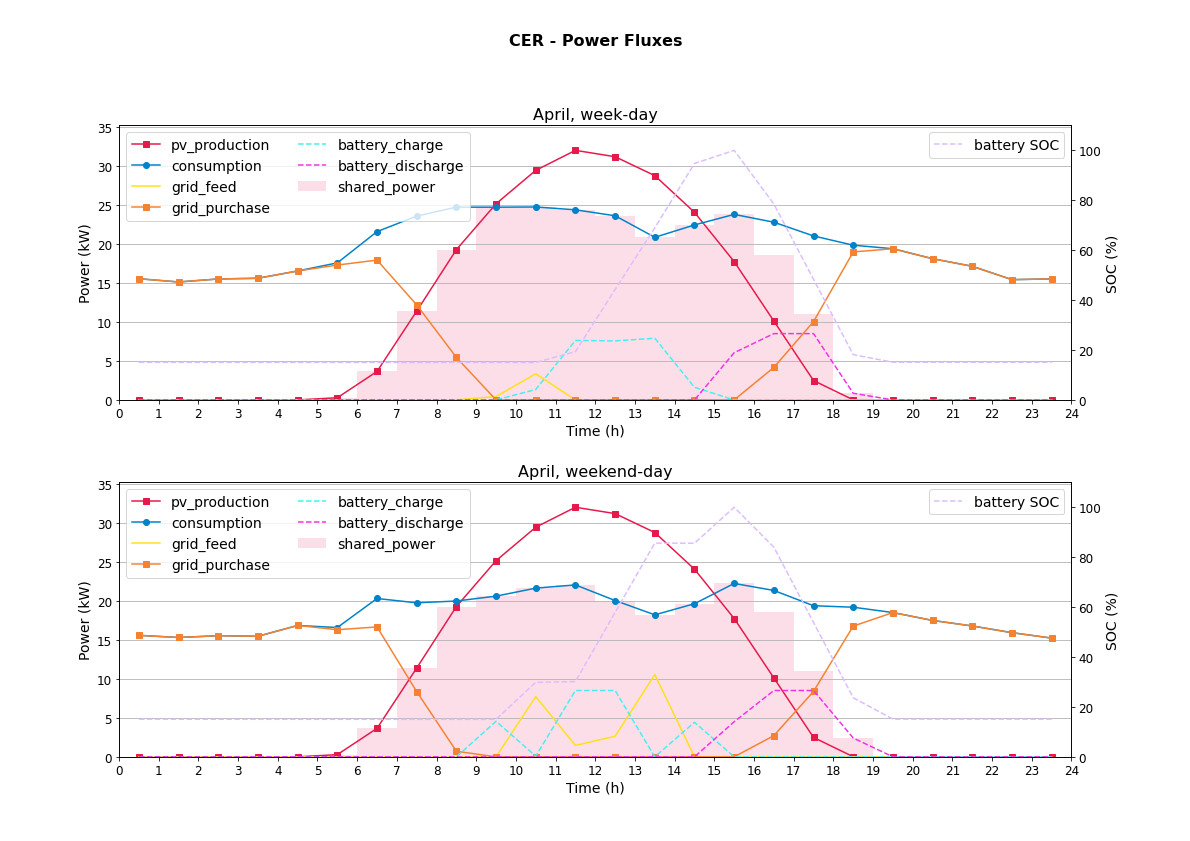 CER - Power Fluxes
April, week-day
pv_production
consumption
grid_feed
grid_purchase
battery_charge
battery_discharge
shared_power
battery SOC
Power (kW)
35
30
25
20
15
10
5
0
SOC (%)
100
80
60
40
20
0
0 1 2 3 4 5 6 7 8 9 10 11 12 13 14 15 16 17 18 19 20 21 22 23 24
Time (h)
April, weekend-day
pv_production
consumption
grid_feed
grid_purchase
battery_charge
battery_discharge
shared_power
battery SOC
Power (kW)
35
30
25
20
15
10
5
0
SOC (%)
100
80
60
40
20
0
0 1 2 3 4 5 6 7 8 9 10 11 12 13 14 15 16 17 18 19 20 21 22 23 24
Time (h)